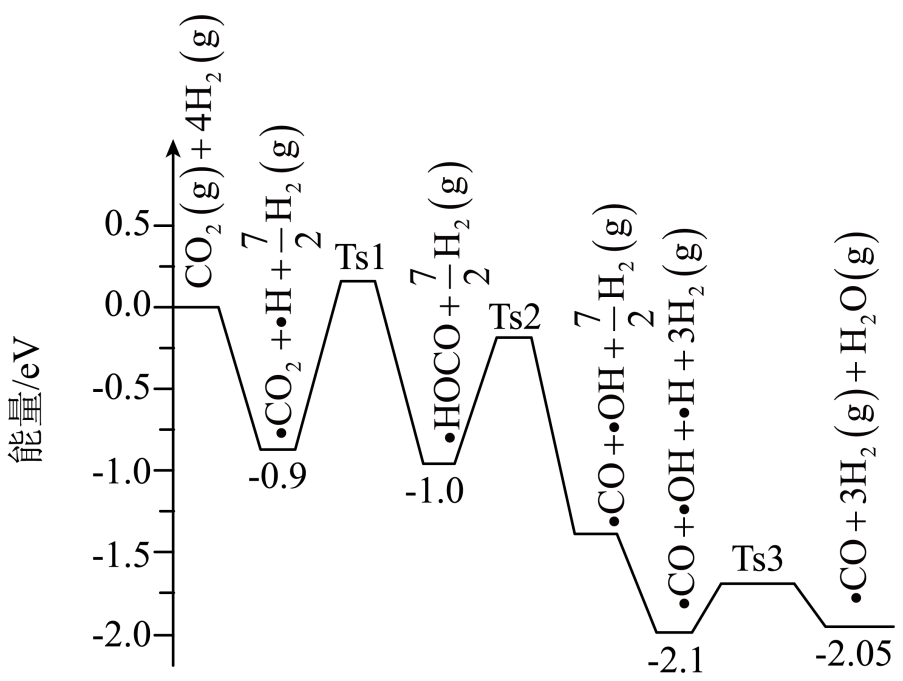 能量/eV
0.5
0.0
-0.5
-1.0
-1.5
-2.0
CO₂(g)+4H₂(g)
•CO₂+•H+7/2H₂(g)
-0.9
Ts1
•HOCO+7/2H₂(g)
-1.0
Ts2
•CO+•OH+7/2H₂(g)
•CO+•OH+•H+3H₂(g)
-2.1
Ts3
•CO+3H₂(g)+H₂O(g)
-2.05